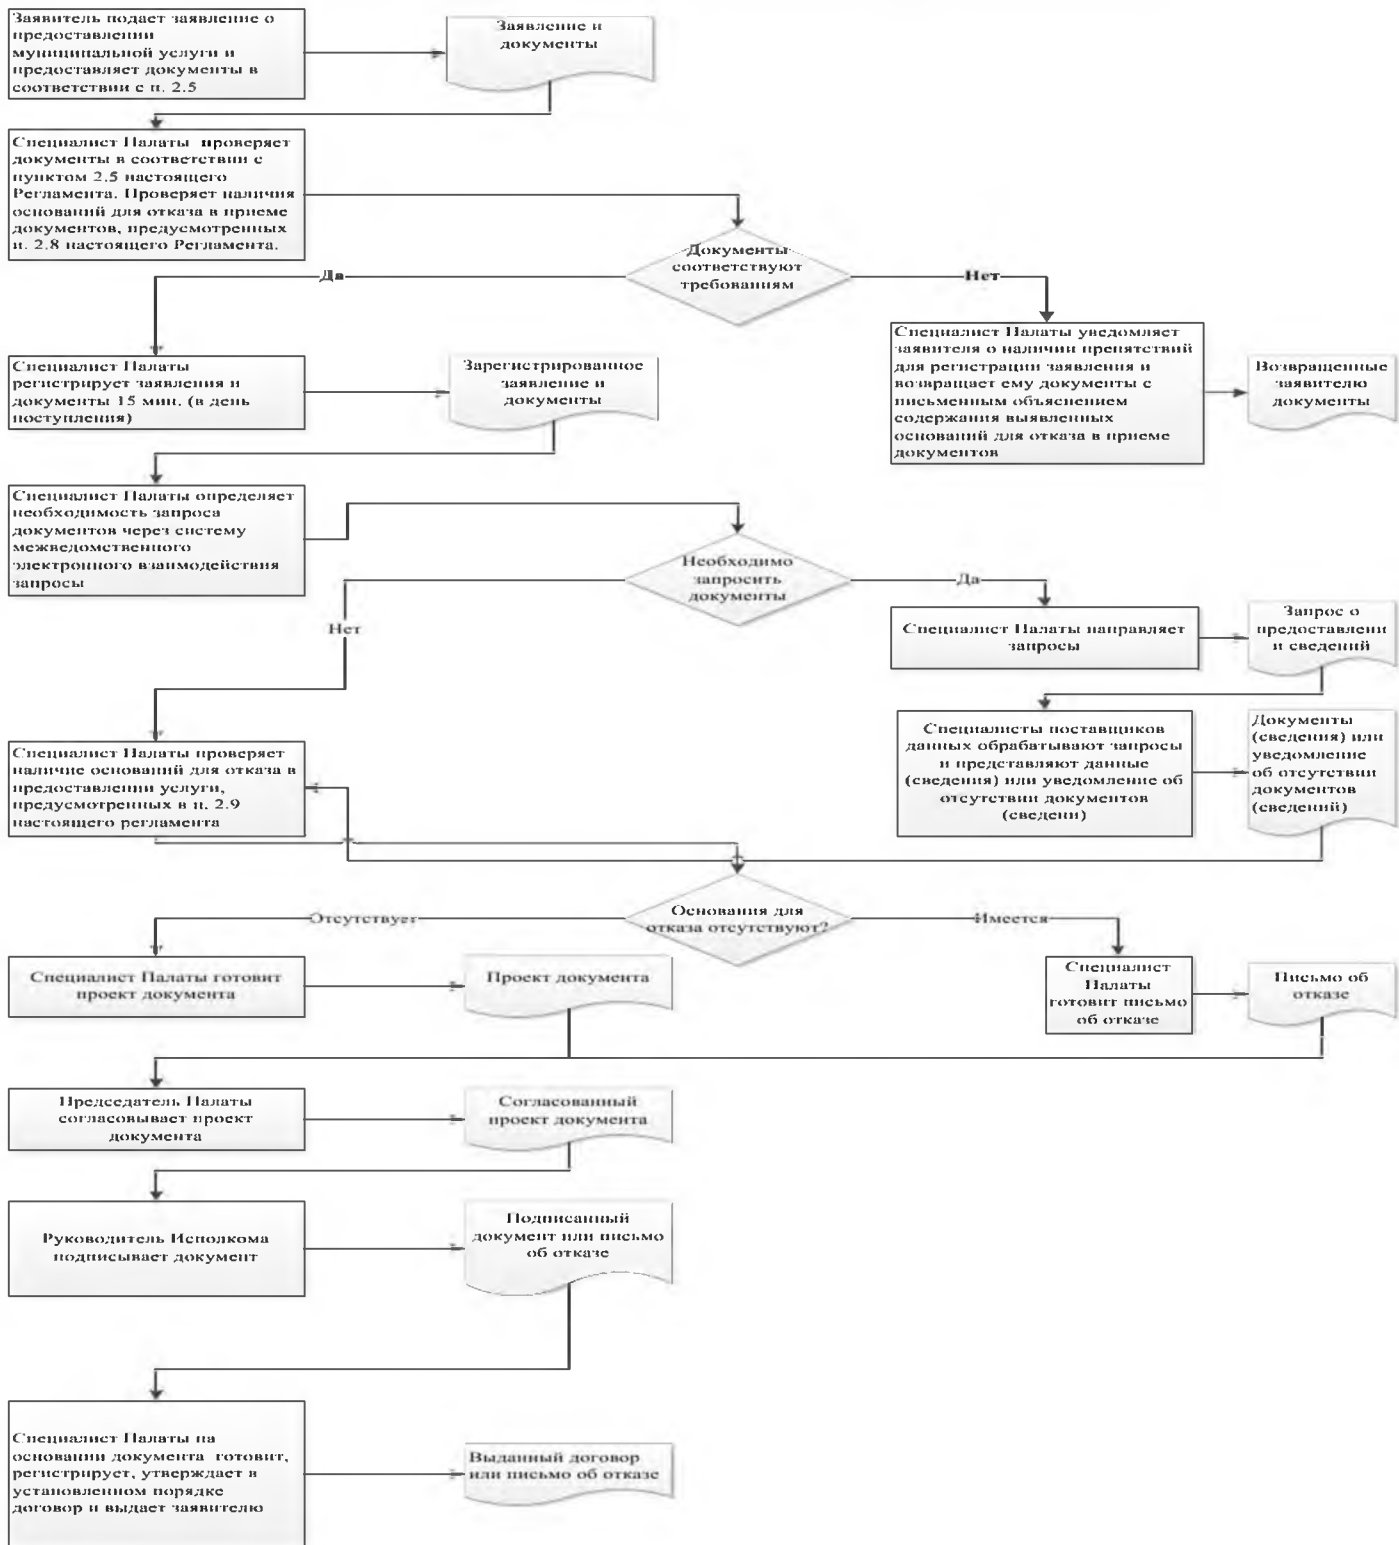 Заявитель подает заявление о
предоставлении
муниципальной услуги и
предоставляет документы в
соответствии с п. 2.5
Заявление и
документы
Специалист Палаты проверяет
документы в соответствии с
пунктом 2.5 настоящего
Регламента. Проверяет наличия
оснований для отказа в приеме
документов, предусмотренных
п. 2.8 настоящего Регламента.
Документы
соответствуют
требованиям
Да
Нет
Специалист Палаты
регистрирует заявления и
документы 15 мин. (в день
поступления)
Зарегистрированное
заявление и
документы
Специалист Палаты уведомляет
заявителя о наличии препятствий
для регистрации заявления и
возвращает ему документы с
письменным объяснением
содержания выявленных
оснований для отказа в приеме
документов
Возвращенные
заявителю
документы
Специалист Палаты определяет
необходимость запроса
документов через систему
межведомственного
электронного взаимодействия
запросы
Необходимо
запросить
документы
Да
Нет
Специалист Палаты направляет
запросы
Запрос о
предоставлени
и сведений
Специалисты поставщиков
данных обрабатывают запросы
и представляют данные
(сведения) или уведомление об
отсутствии документов
(сведени)
Документы
(сведения) или
уведомление
об отсутствии
документов
(сведений)
Специалист Палаты проверяет
наличие оснований для отказа в
предоставлении услуги,
предусмотренных в п. 2.9
настоящего регламента
Основания для
отказа отсутствуют?
Отсутствует
Имеется
Специалист Палаты готовит
проект документа
Проект документа
Специалист
Палаты
готовит письмо
об отказе
Письмо об
отказе
Председатель Палаты
согласовывает проект
документа
Согласованный
проект документа
Руководитель Исполкома
подписывает документ
Подписанный
документ или письмо
об отказе
Специалист Палаты на
основании документа готовит,
регистрирует, утверждает в
установленном порядке
договор и выдает заявителю
Выданный договор
или письмо об отказе